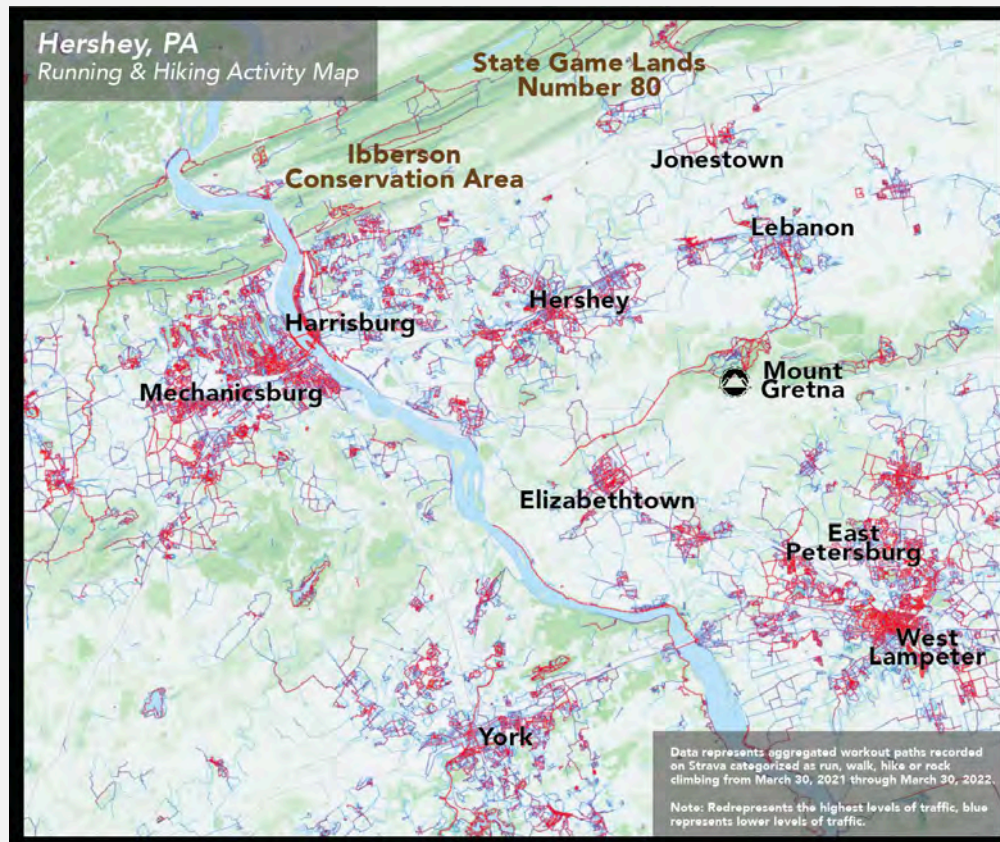 Hershey, PA
Running & Hiking Activity Map
State Game Lands
Number 80
Jonestown
Ibberson
Conservation Area
Lebanon
Hershey
Harrisburg
Mount
Gretna
Mechanicsburg
Elizabethtown
East
Petersburg
West
Lampeter
York
Data represents aggregated workout paths recorded
on Strava categorized as run, walk, hike or rock
climbing from March 30, 2021 through March 30, 2022.
Note: Redrepresents the highest levels of traffic, blue
represents lower levels of traffic.